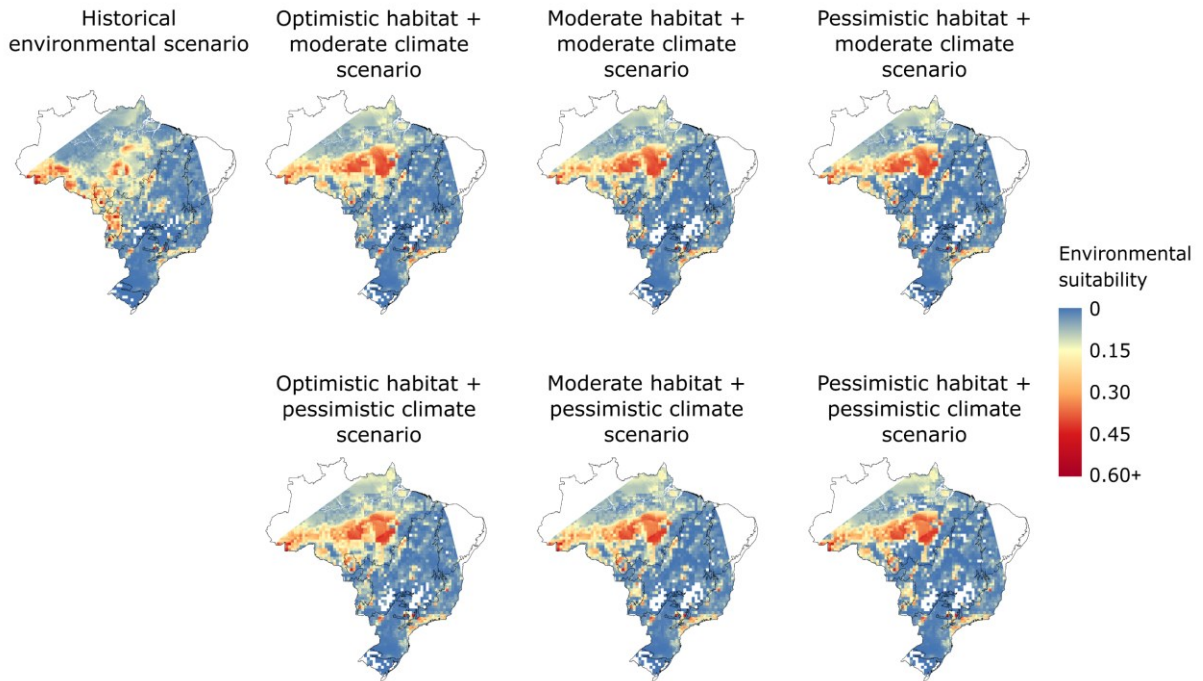 Historical
environmental scenario
Optimistic habitat +
moderate climate
scenario
Moderate habitat +
moderate climate
scenario
Pessimistic habitat +
moderate climate
scenario
Optimistic habitat +
pessimistic climate
scenario
Moderate habitat +
pessimistic climate
scenario
Pessimistic habitat +
pessimistic climate
scenario
Environmental
suitability
0
0.15
0.30
0.45
0.60+